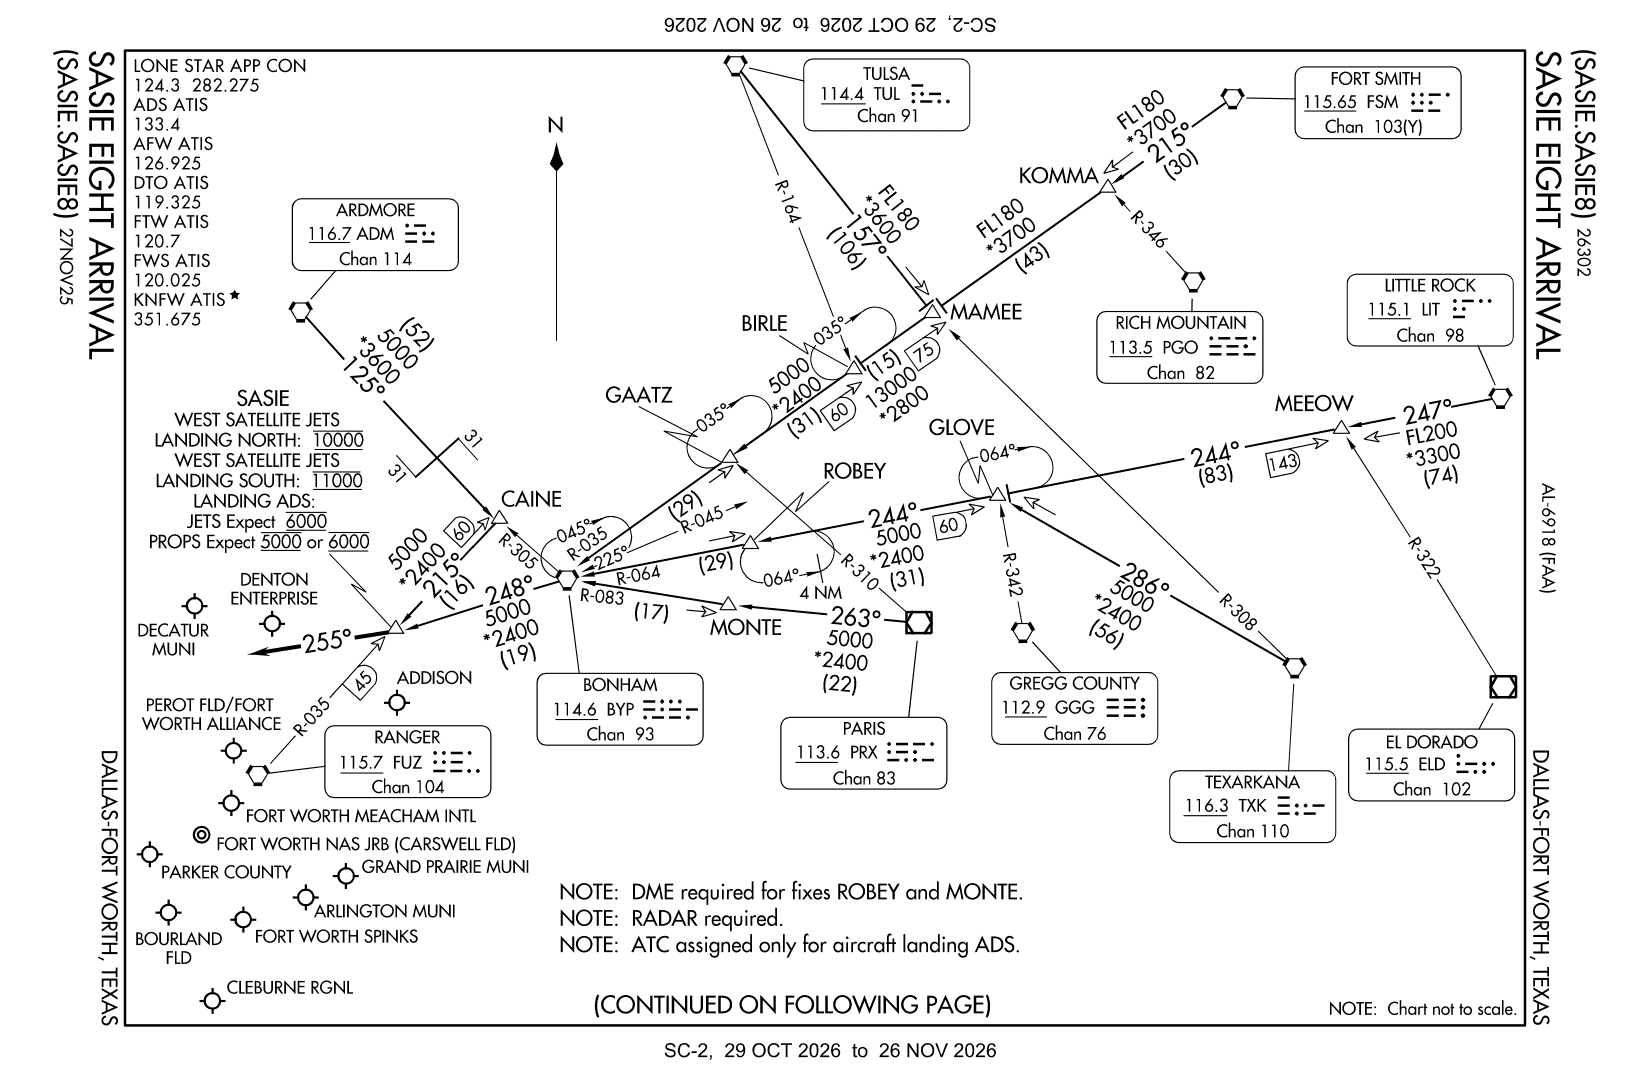 SC-2, 29 OCT 2026 to 26 NOV 2026
(SASIE.SASIE8) 27NOV25
SASIE EIGHT ARRIVAL
SASIE EIGHT ARRIVAL
(SASIE.SASIE8) 26302
LONE STAR APP CON
124.3 282.275
ADS ATIS
133.4
AFW ATIS
126.925
DTO ATIS
119.325
FTW ATIS
120.7
FWS ATIS
120.025
KNFW ATIS★
351.675
N
TULSA
114.4 TUL
Chan 91
FORT SMITH
115.65 FSM
Chan 103(Y)
ARDMORE
116.7 ADM
Chan 114
RICH MOUNTAIN
113.5 PGO
Chan 82
LITTLE ROCK
115.1 LIT
Chan 98
FL180
*3700
215°
(30)
KOMMA
R-346
FL180
*3700
(43)
R-164
FL180
*3600
157°
(106)
MAMEE
BIRLE
035°
75
(15)
13000
*2800
5000
*2400
(31)
60
GAATZ
035°
(52)
5000
*3600
125°
31
31
SASIE
WEST SATELLITE JETS
LANDING NORTH: 10000
WEST SATELLITE JETS
LANDING SOUTH: 11000
LANDING ADS:
JETS Expect 6000
PROPS Expect 5000 or 6000
CAINE
60
5000
*2400
215°
(16)
R-305
045°
R-035
225°
(29)
R-045
ROBEY
GLOVE
064°
MEEOW
247°
FL200
*3300
(74)
244°
(83)
143
244°
5000
*2400
(31)
60
R-064
(29)
064°
4 NM
R-310
R-083
(17)
MONTE
263°
5000
*2400
(22)
R-342
286°
5000
*2400
(56)
R-308
R-322
248°
5000
*2400
(19)
255°
DENTON
ENTERPRISE
DECATUR
MUNI
45
R-035
ADDISON
PEROT FLD/FORT
WORTH ALLIANCE
RANGER
115.7 FUZ
Chan 104
BONHAM
114.6 BYP
Chan 93
PARIS
113.6 PRX
Chan 83
GREGG COUNTY
112.9 GGG
Chan 76
TEXARKANA
116.3 TXK
Chan 110
EL DORADO
115.5 ELD
Chan 102
FORT WORTH MEACHAM INTL
FORT WORTH NAS JRB (CARSWELL FLD)
PARKER COUNTY
GRAND PRAIRIE MUNI
ARLINGTON MUNI
BOURLAND
FLD
FORT WORTH SPINKS
CLEBURNE RGNL
NOTE: DME required for fixes ROBEY and MONTE.
NOTE: RADAR required.
NOTE: ATC assigned only for aircraft landing ADS.
(CONTINUED ON FOLLOWING PAGE)
NOTE: Chart not to scale.
AL-6918 (FAA)
DALLAS-FORT WORTH, TEXAS
DALLAS-FORT WORTH, TEXAS
SC-2, 29 OCT 2026 to 26 NOV 2026